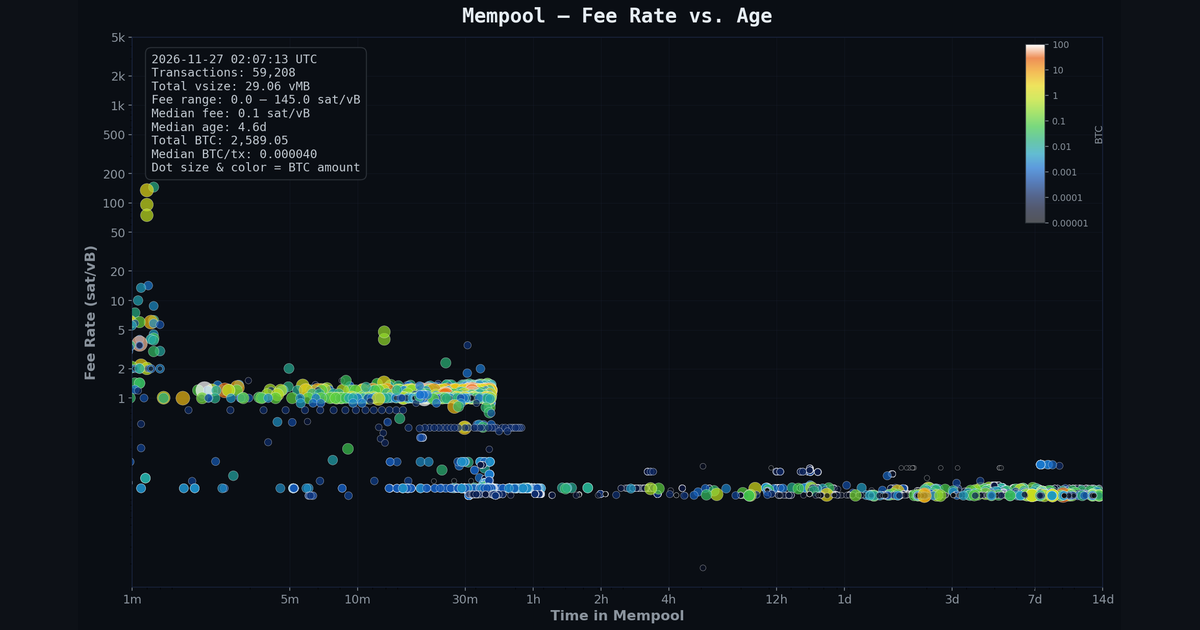 Mempool — Fee Rate vs. Age
2026-11-27 02:07:13 UTC
Transactions: 59,208
Total vsize: 29.06 vMB
Fee range: 0.0 – 145.0 sat/vB
Median fee: 0.1 sat/vB
Median age: 4.6d
Total BTC: 2,589.05
Median BTC/tx: 0.000040
Dot size & color = BTC amount
5k
2k
1k
500
200
100
50
20
10
5
2
1
Fee Rate (sat/vB)
100
10
1
0.1
0.01
0.001
0.0001
0.00001
BTC
1m
5m
10m
30m
1h
2h
4h
12h
1d
3d
7d
14d
Time in Mempool